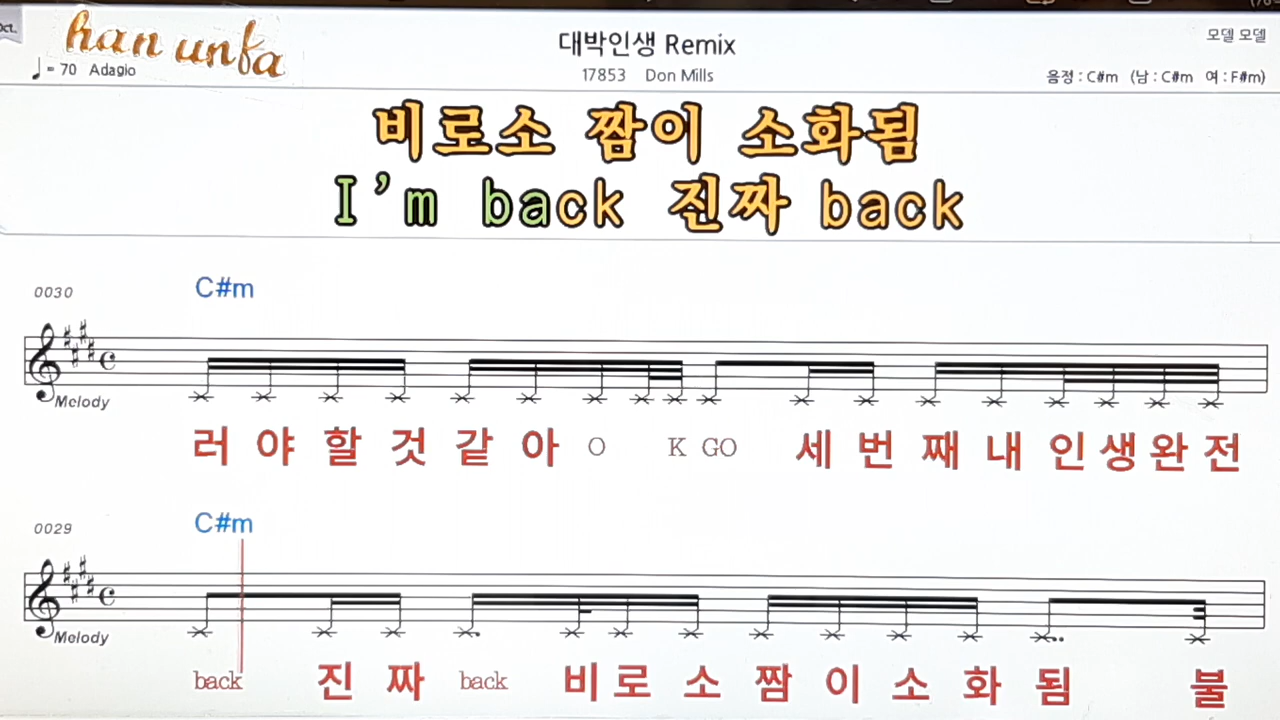 Oct.
han unfa
♩= 70 Adagio
대박인생 Remix
17853 Don Mills
모델 모델
음정 : C#m (남 : C#m 여 : F#m)
비로소 짬이 소화됨
I'm back 진짜 back
0030
C#m
Melody
러 야 할 것 같 아 O K GO 세 번 째 내 인 생 완 전
0029
C#m
Melody
back 진 짜 back 비 로 소 짬 이 소 화 됨 불